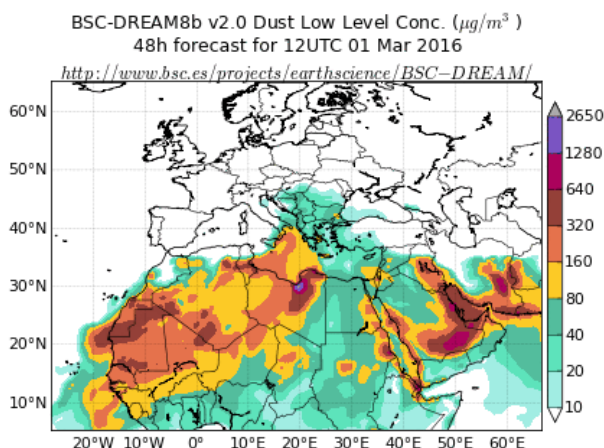 BSC-DREAM8b v2.0 Dust Low Level Conc. (μg/m³ )
48h forecast for 12UTC 01 Mar 2016
http://www.bsc.es/projects/earthscience/BSC−DREAM/
60°N
50°N
40°N
30°N
20°N
10°N
20°W 10°W 0° 10°E 20°E 30°E 40°E 50°E 60°E
2650
1280
640
320
160
80
40
20
10